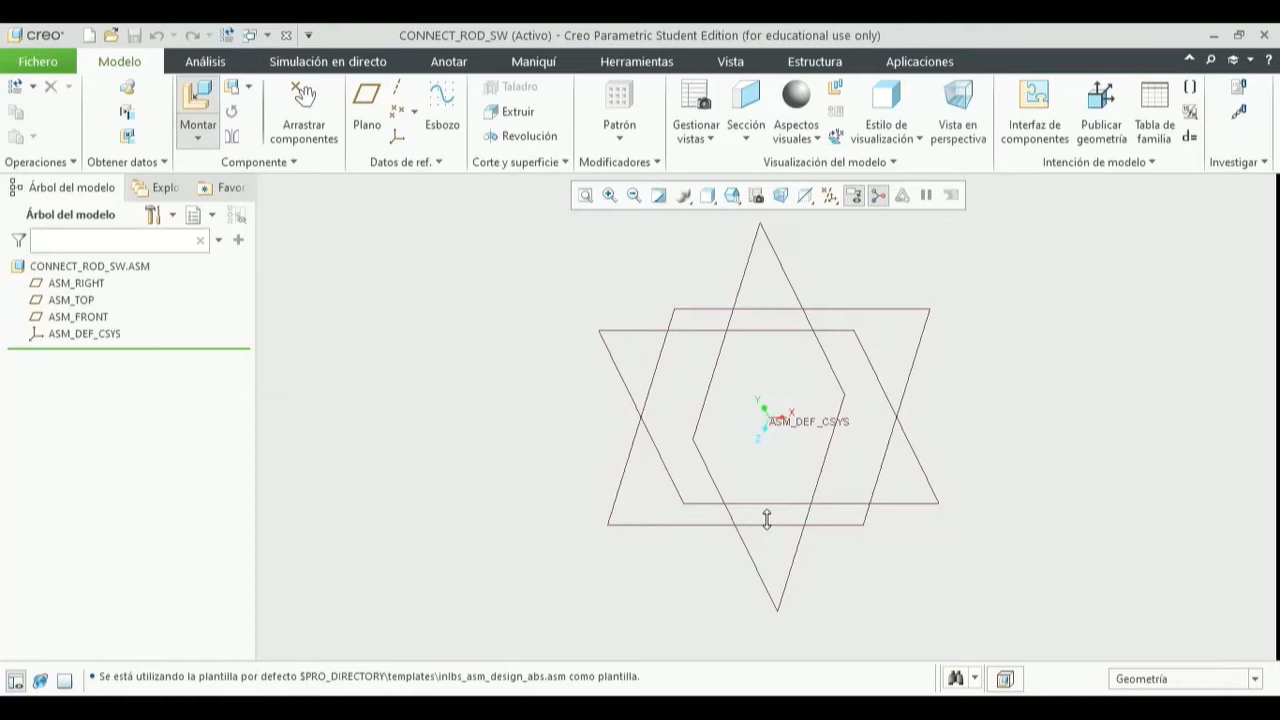 creo
CONNECT_ROD_SW (Activo) - Creo Parametric Student Edition (for educational use only)
Fichero Modelo Análisis Simulación en directo Anotar Maniquí Herramientas Vista Estructura Aplicaciones
Montar
Arrastrar
componentes
Plano
Esbozo
Taladro
Extruir
Revolución
Patrón
Gestionar
vistas
Sección
Aspectos
visuales
Estilo de
visualización
Vista en
perspectiva
Interfaz de
componentes
Publicar
geometría
Tabla de
familia
d=
Operaciones Obtener datos Componente Datos de ref. Corte y superficie Modificadores Visualización del modelo Intención de modelo Investigar
Árbol del modelo Explo Favor
Árbol del modelo
CONNECT_ROD_SW.ASM
ASM_RIGHT
ASM_TOP
ASM_FRONT
ASM_DEF_CSYS
Y
X
ASM_DEF_CSYS
Z
Se está utilizando la plantilla por defecto $PRO_DIRECTORY\templates\inlbs_asm_design_abs.asm como plantilla.
Geometría